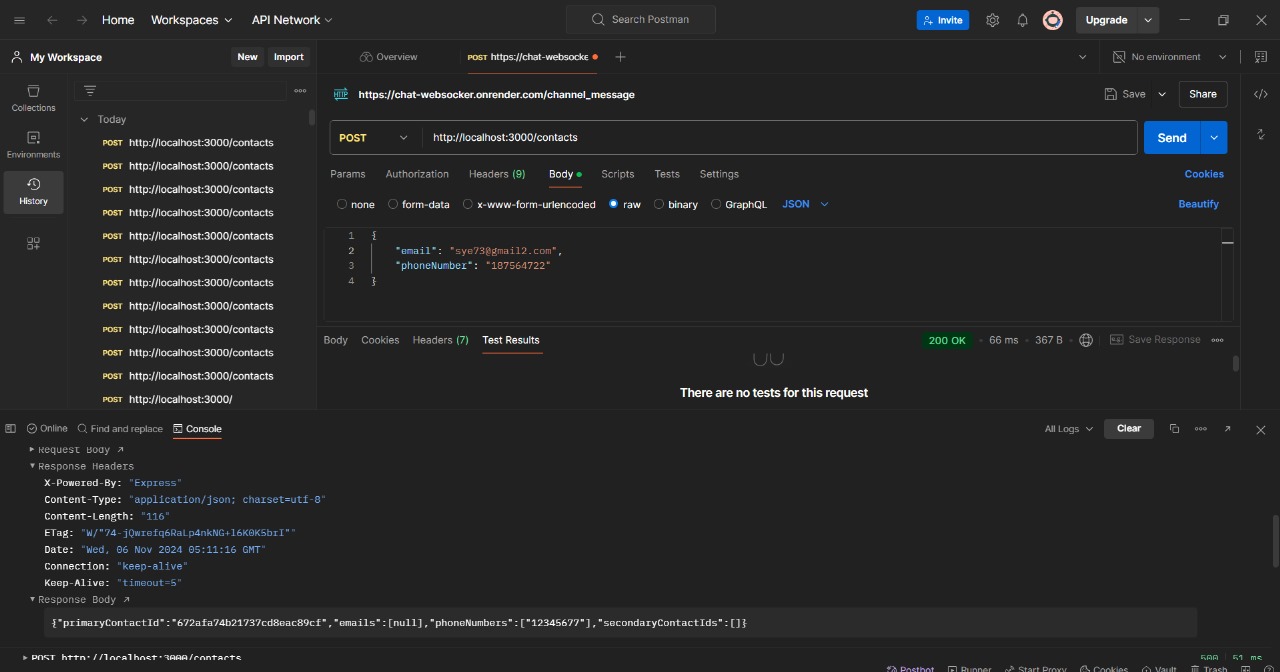 Home Workspaces API Network Search Postman Invite Upgrade
My Workspace New Import Overview POST https://chat-websocke No environment
Collections
Environments
History
Today
POST http://localhost:3000/contacts
POST http://localhost:3000/contacts
POST http://localhost:3000/contacts
POST http://localhost:3000/contacts
POST http://localhost:3000/contacts
POST http://localhost:3000/contacts
POST http://localhost:3000/contacts
POST http://localhost:3000/contacts
POST http://localhost:3000/contacts
POST http://localhost:3000/contacts
POST http://localhost:3000/contacts
POST http://localhost:3000/
HTTP https://chat-websocker.onrender.com/channel_message Save Share
POST http://localhost:3000/contacts Send
Params Authorization Headers (9) Body Scripts Tests Settings Cookies
none form-data x-www-form-urlencoded raw binary GraphQL JSON Beautify
1 {
2 "email": "sye73@gmail2.com",
3 "phoneNumber": "187564722"
4 }
Body Cookies Headers (7) Test Results 200 OK 66 ms 367 B Save Response
There are no tests for this request
Online Find and replace Console All Logs Clear
Request Body
Response Headers
X-Powered-By: "Express"
Content-Type: "application/json; charset=utf-8"
Content-Length: "116"
ETag: "W/"74-jQwrefq6RaLp4nkNG+l6K0K5brI""
Date: "Wed, 06 Nov 2024 05:11:16 GMT"
Connection: "keep-alive"
Keep-Alive: "timeout=5"
Response Body
{"primaryContactId":"672afa74b21737cd8eac89cf","emails":[null],"phoneNumbers":["12345677"],"secondaryContactIds":[]}
POST http://localhost:3000/contacts 500 51 ms
Postbot Runner Start Proxy Cookies Vault Trash